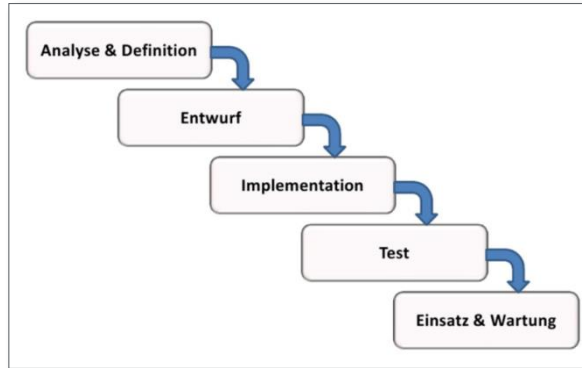 Analyse & Definition
Entwurf
Implementation
Test
Einsatz & Wartung